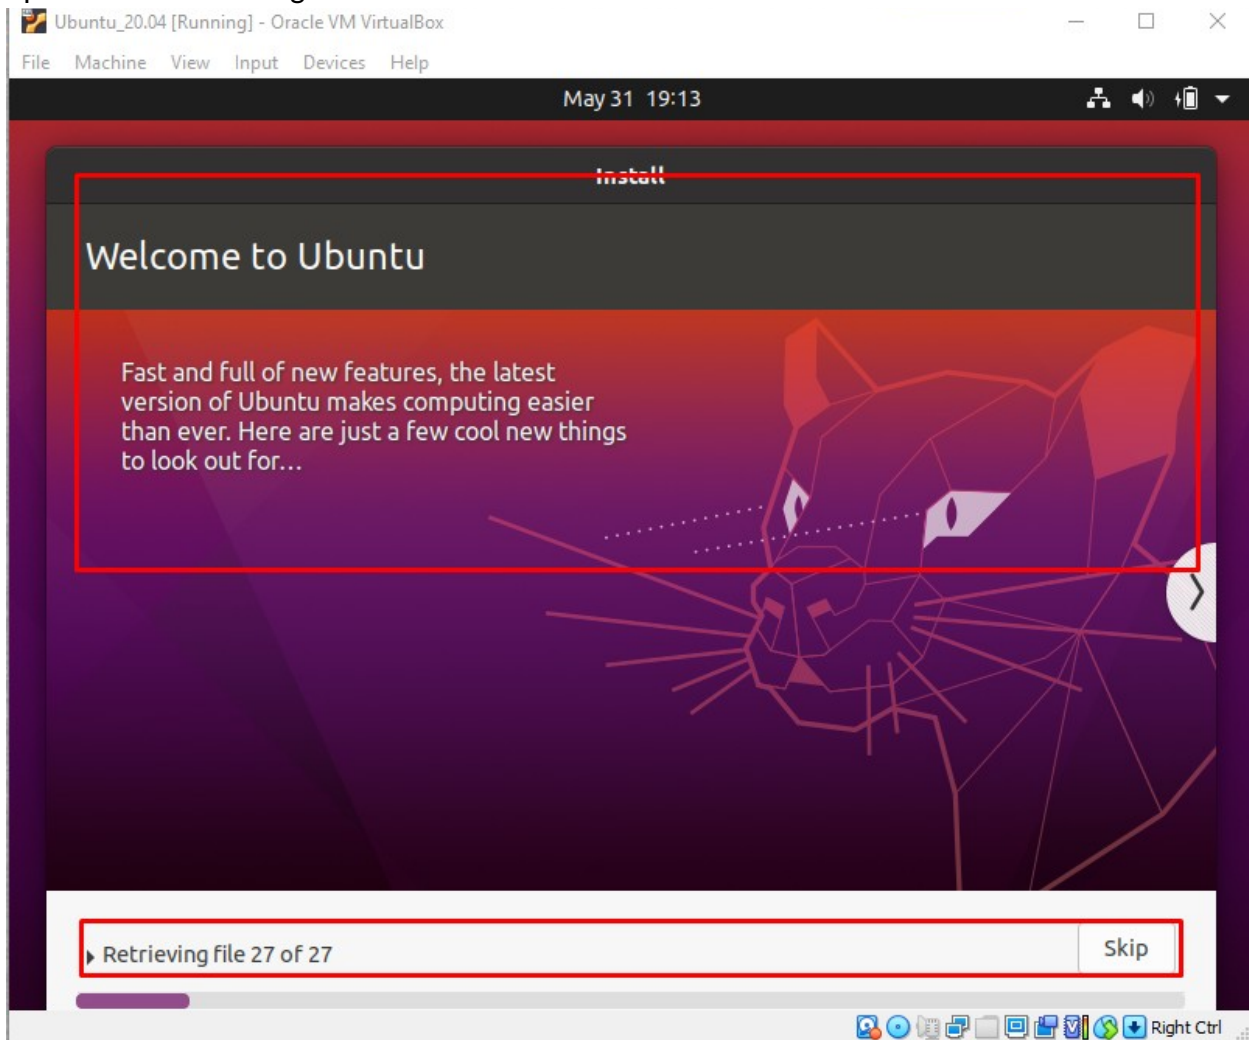 Ubuntu_20.04 [Running] - Oracle VM VirtualBox
File Machine View Input Devices Help
May 31 19:13
Install
Welcome to Ubuntu
Fast and full of new features, the latest
version of Ubuntu makes computing easier
than ever. Here are just a few cool new things
to look out for...
Retrieving file 27 of 27
Skip
Right Ctrl